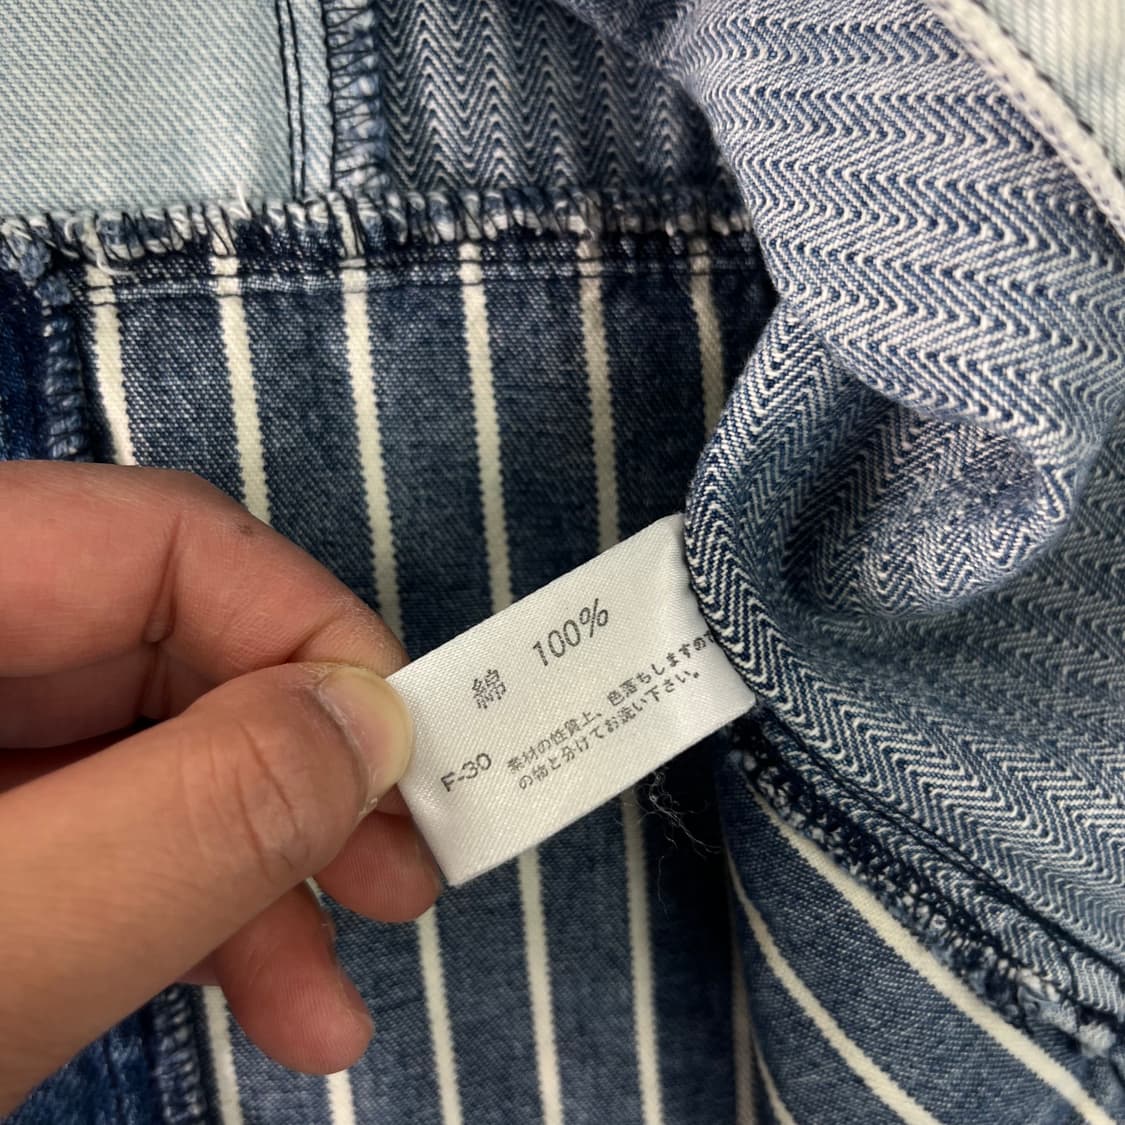 綿 100%
F-30
素材の性質上、色落ちしますので
の物と分けてお洗い下さい。